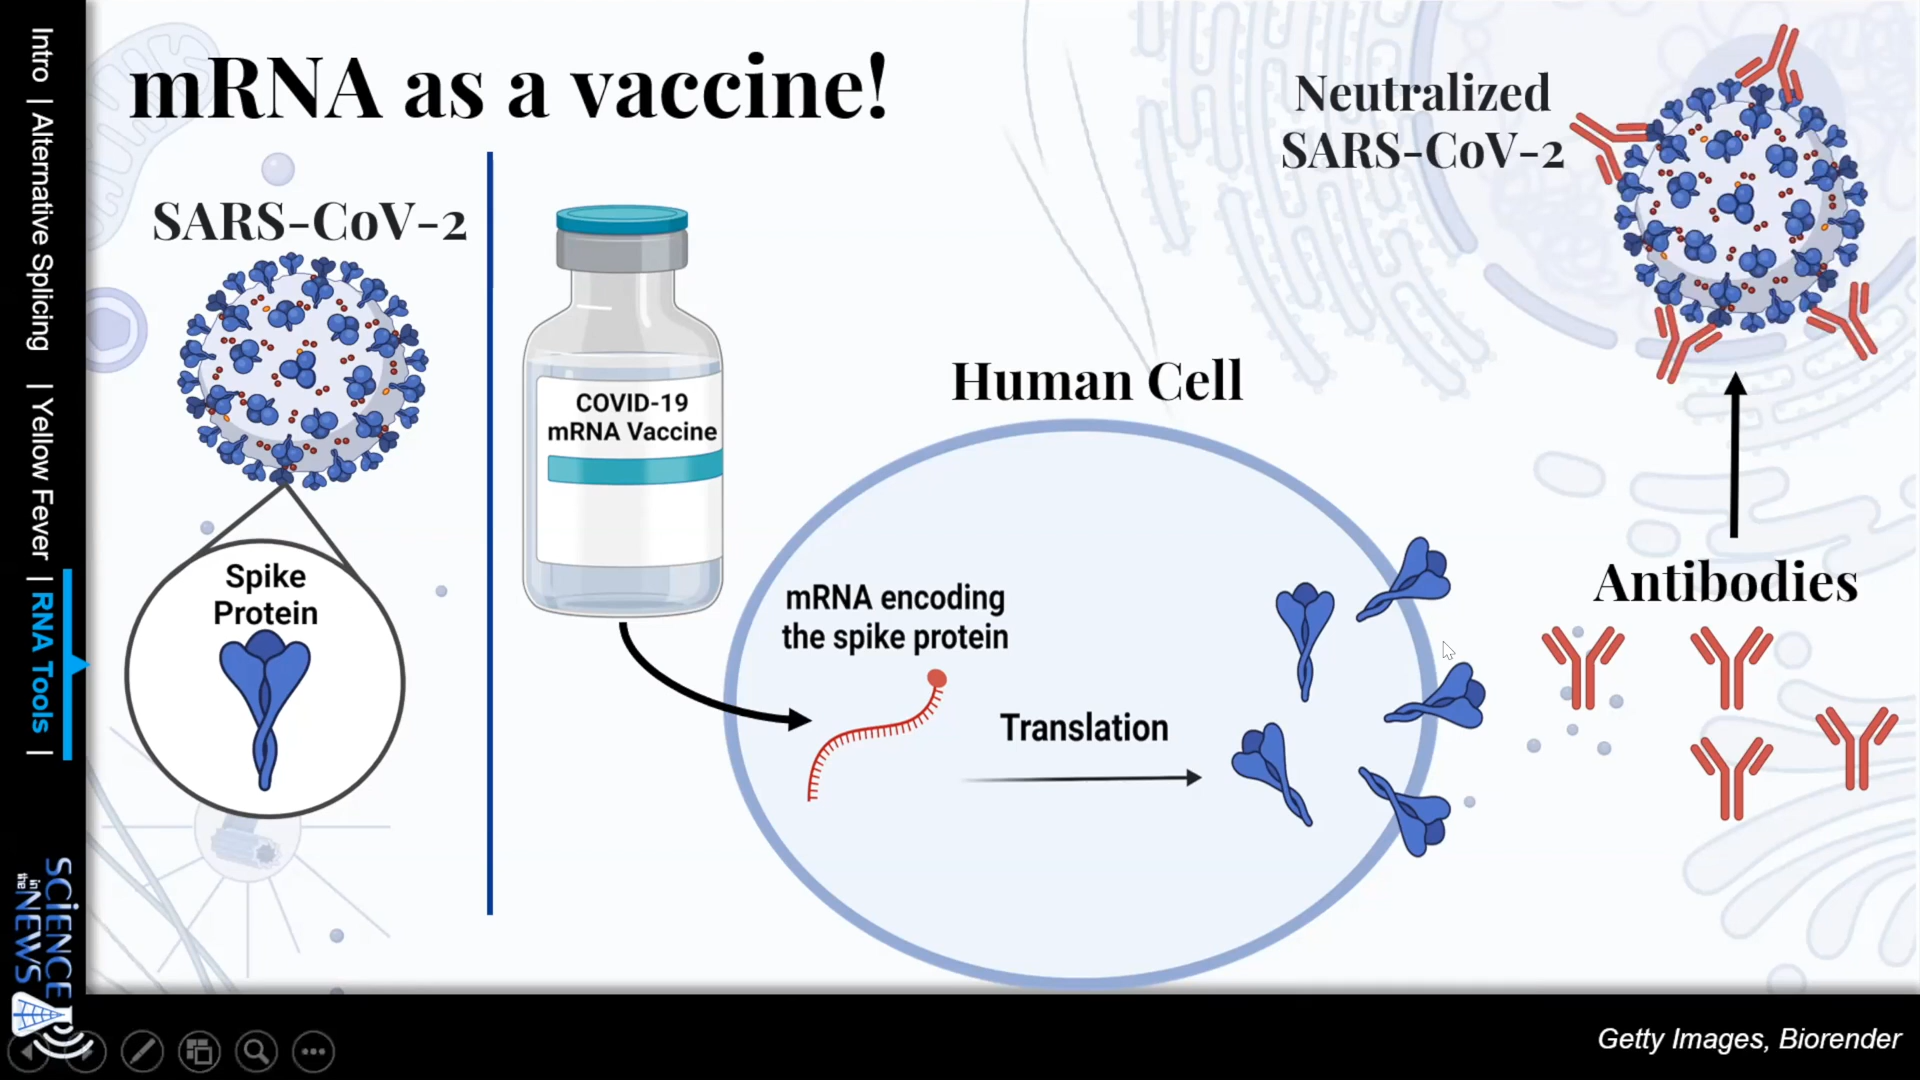 Intro | Alternative Splicing | Yellow Fever | RNA Tools |
SCIENCE
in the NEWS
mRNA as a vaccine!
SARS-CoV-2
Spike
Protein
COVID-19
mRNA Vaccine
Human Cell
mRNA encoding
the spike protein
Translation
Neutralized
SARS-CoV-2
Antibodies
Getty Images, Biorender